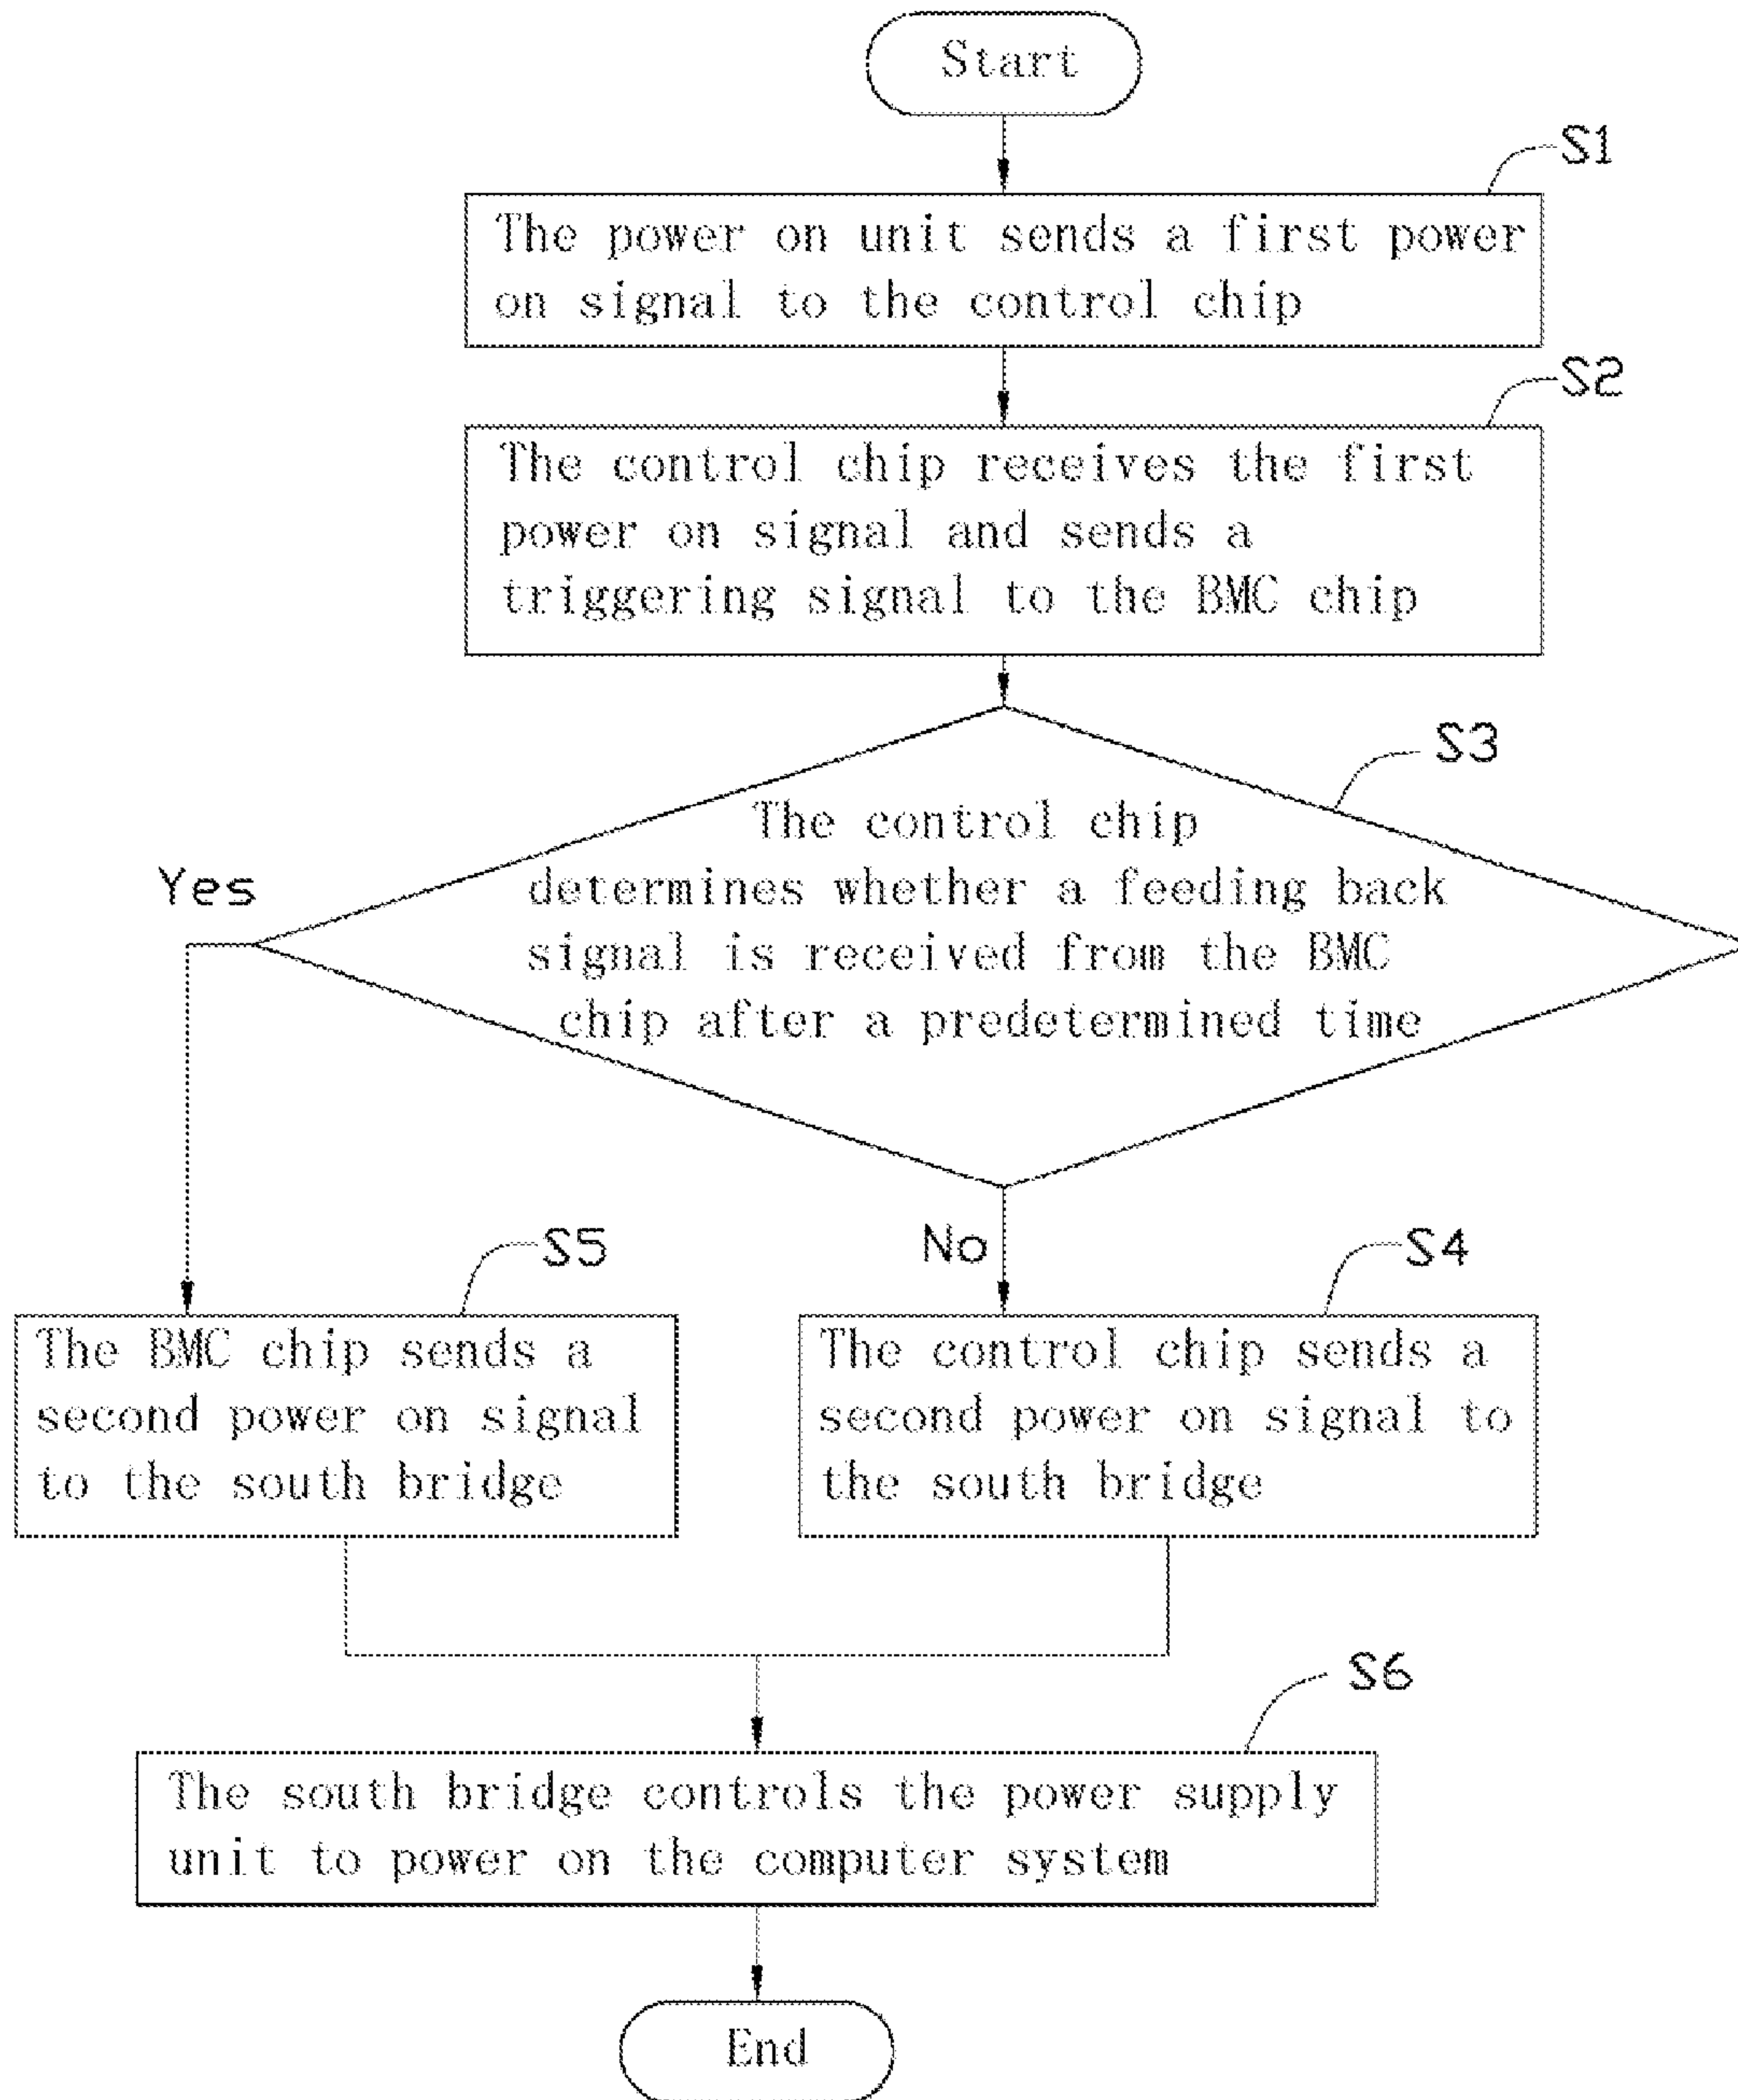 Start
S1
The power on unit sends a first power
on signal to the control chip
S2
The control chip receives the first
power on signal and sends a
triggering signal to the BMC chip
S3
The control chip
determines whether a feeding back
signal is received from the BMC
chip after a predetermined time
Yes
No
S5
The BMC chip sends a
second power on signal
to the south bridge
S4
The control chip sends a
second power on signal to
the south bridge
S6
The south bridge controls the power supply
unit to power on the computer system
End